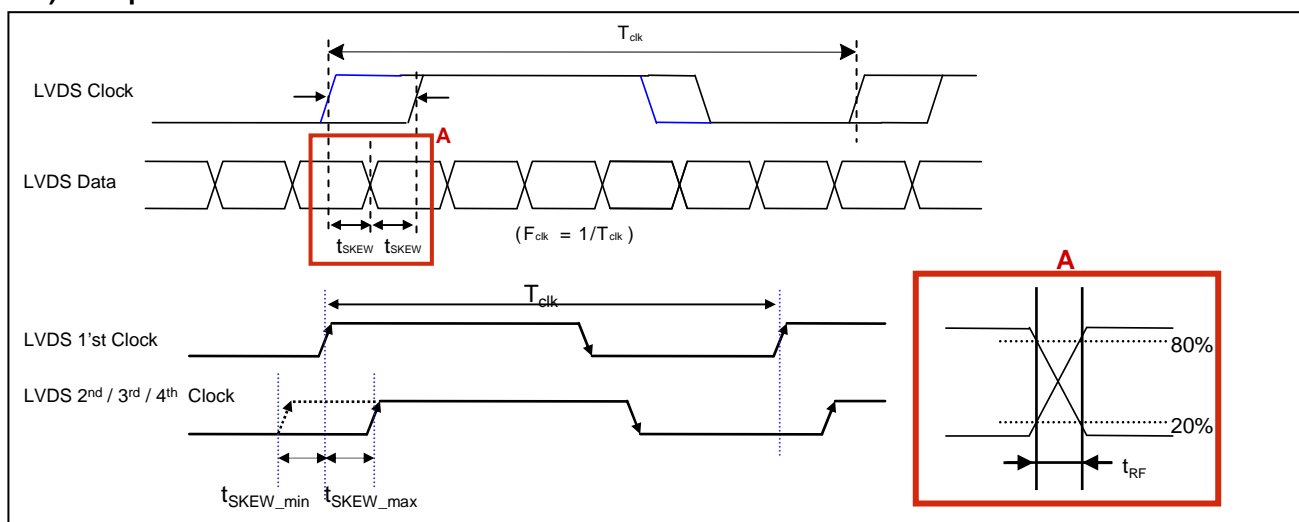 T clk
LVDS Clock
A
LVDS Data
tSKEW tSKEW
(Fclk = 1/Tclk)
A
Tclk
LVDS 1'st Clock
80%
LVDS 2nd / 3rd / 4th Clock
20%
tRF
tSKEW_min tSKEW_max